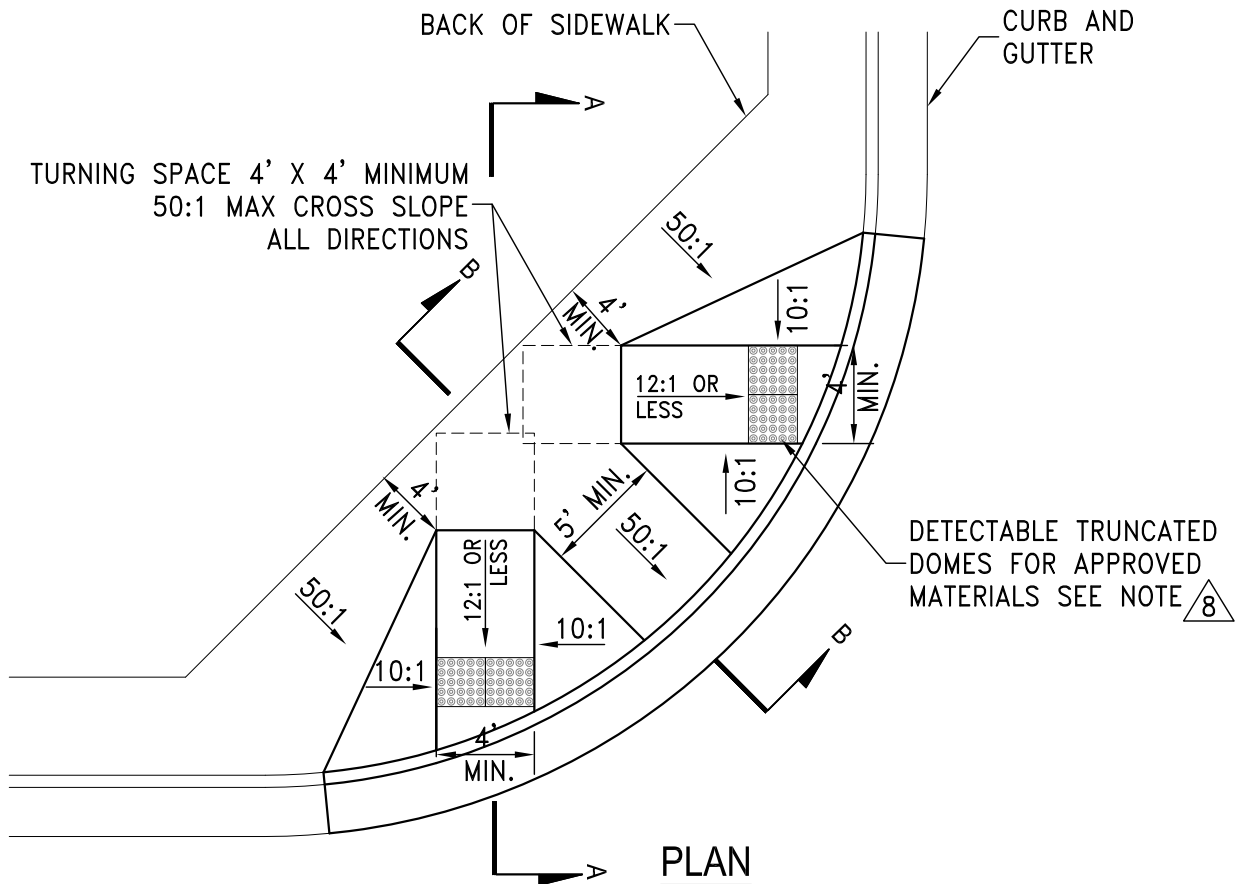 BACK OF SIDEWALK
CURB AND
GUTTER
A
TURNING SPACE 4' X 4' MINIMUM
50:1 MAX CROSS SLOPE
ALL DIRECTIONS
50:1
B
4'
MIN.
10:1
12:1 OR
LESS
4'
MIN.
10:1
4'
MIN.
5' MIN.
50:1
12:1 OR
LESS
DETECTABLE TRUNCATED
DOMES FOR APPROVED
MATERIALS SEE NOTE 8
50:1
10:1
10:1
B
4'
MIN.
A
PLAN